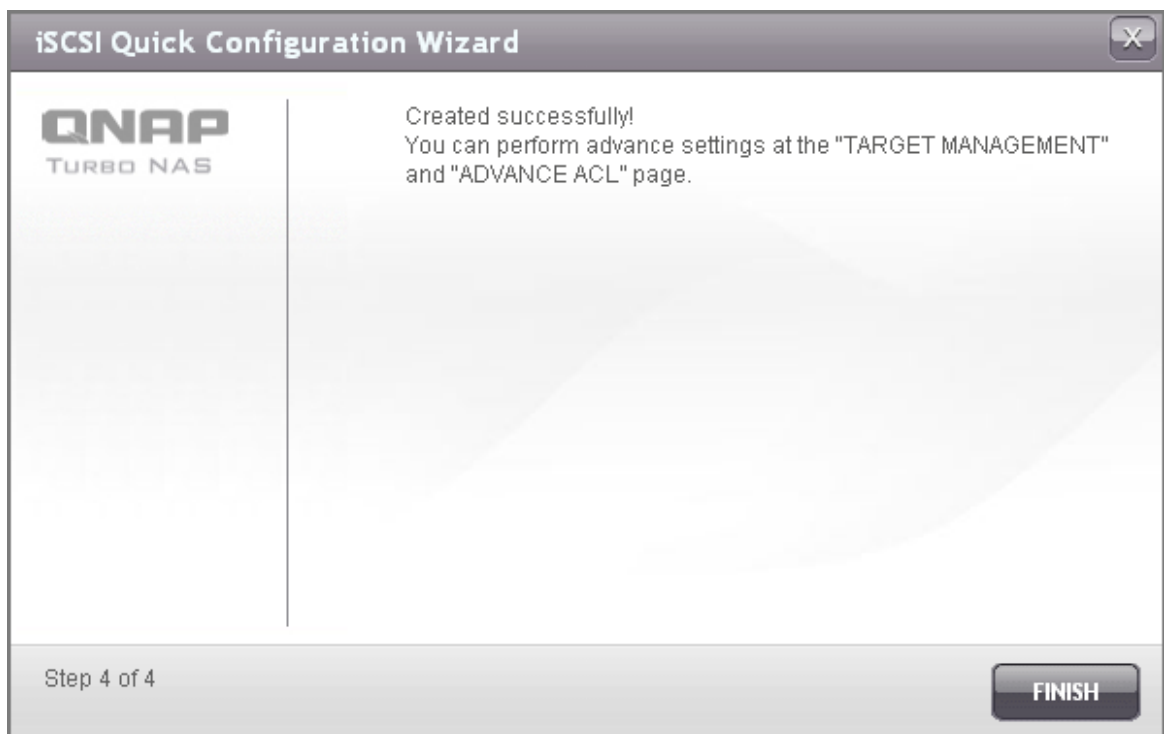 iSCSI Quick Configuration Wizard
X
QNAP
TURBO NAS
Created successfully!
You can perform advance settings at the "TARGET MANAGEMENT"
and "ADVANCE ACL" page.
Step 4 of 4
FINISH